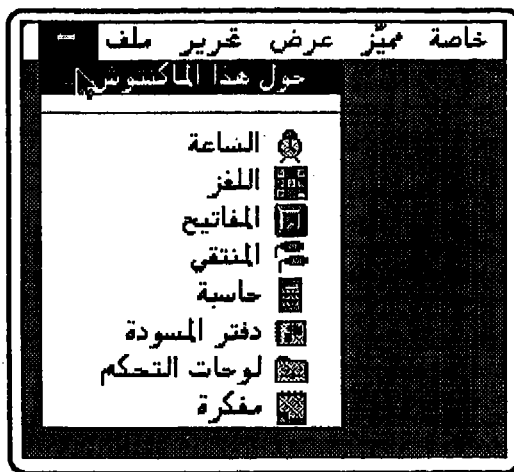 ملف تحرير عرض مميّز خاصة
حول هذا الماكنتوش...
الساعة
اللغز
المفاتيح
المنتقي
حاسبة
دفتر المسودة
لوحات التحكم
مفكرة